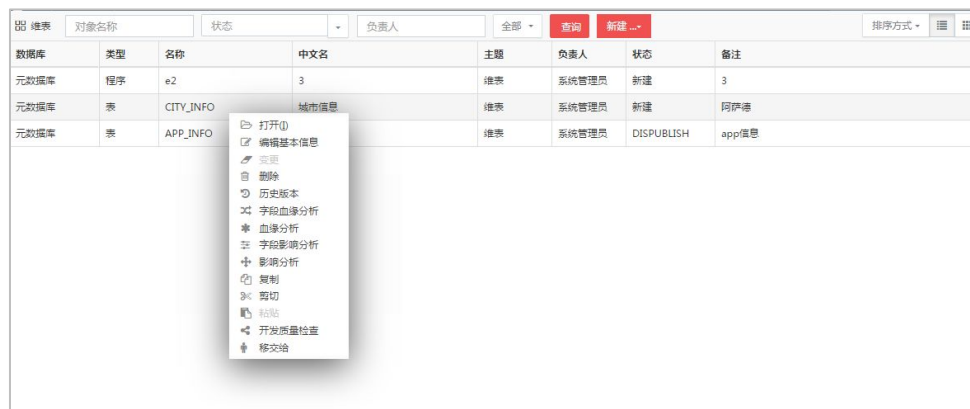 维表 对象名称 状态 负责人 全部 查询 新建 ... 排序方式
数据库 类型 名称 中文名 主题 负责人 状态 备注
元数据库 程序 e2 3 维表 系统管理员 新建 3
元数据库 表 CITY_INFO 城市信息 维表 系统管理员 新建 阿萨德
元数据库 表 APP_INFO 维表 系统管理员 DISPUBLISH app信息
打开(I)
编辑基本信息
变更
删除
历史版本
字段血缘分析
血缘分析
字段影响分析
影响分析
复制
剪切
粘贴
开发质量检查
移交给